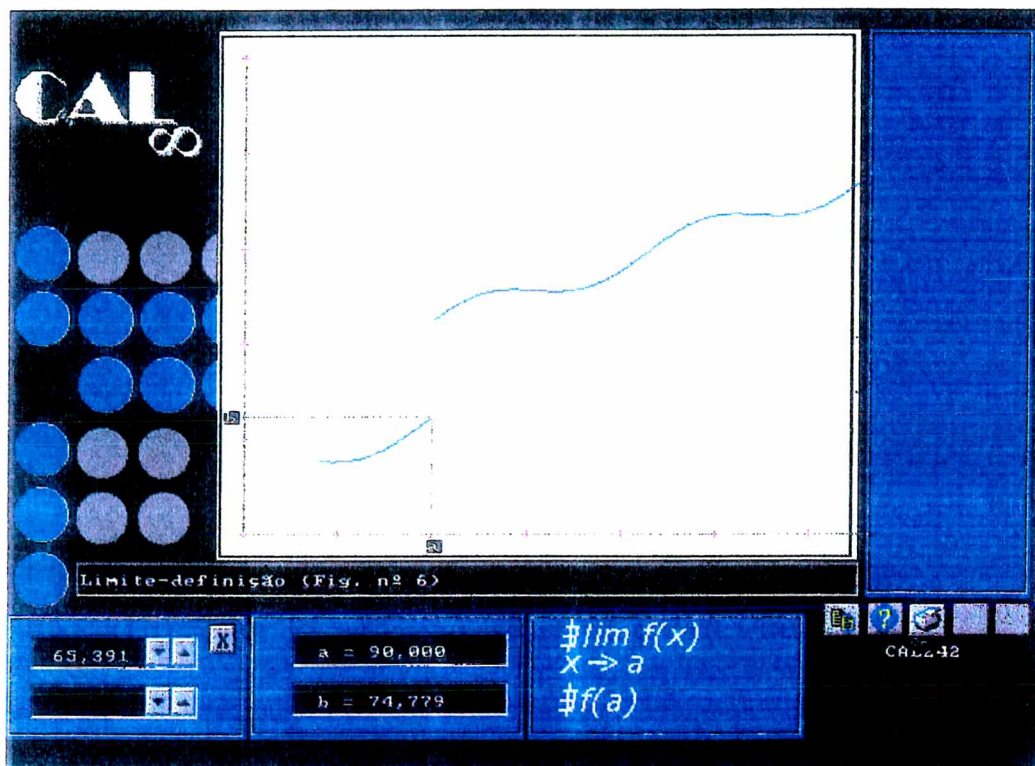 CAL
∞
b
a
Limite-definição (Fig. nº 6)
65,391
X
a = 90,000
b = 74,779
∄lim f(x)
x → a
∄f(a)
?
CAL242